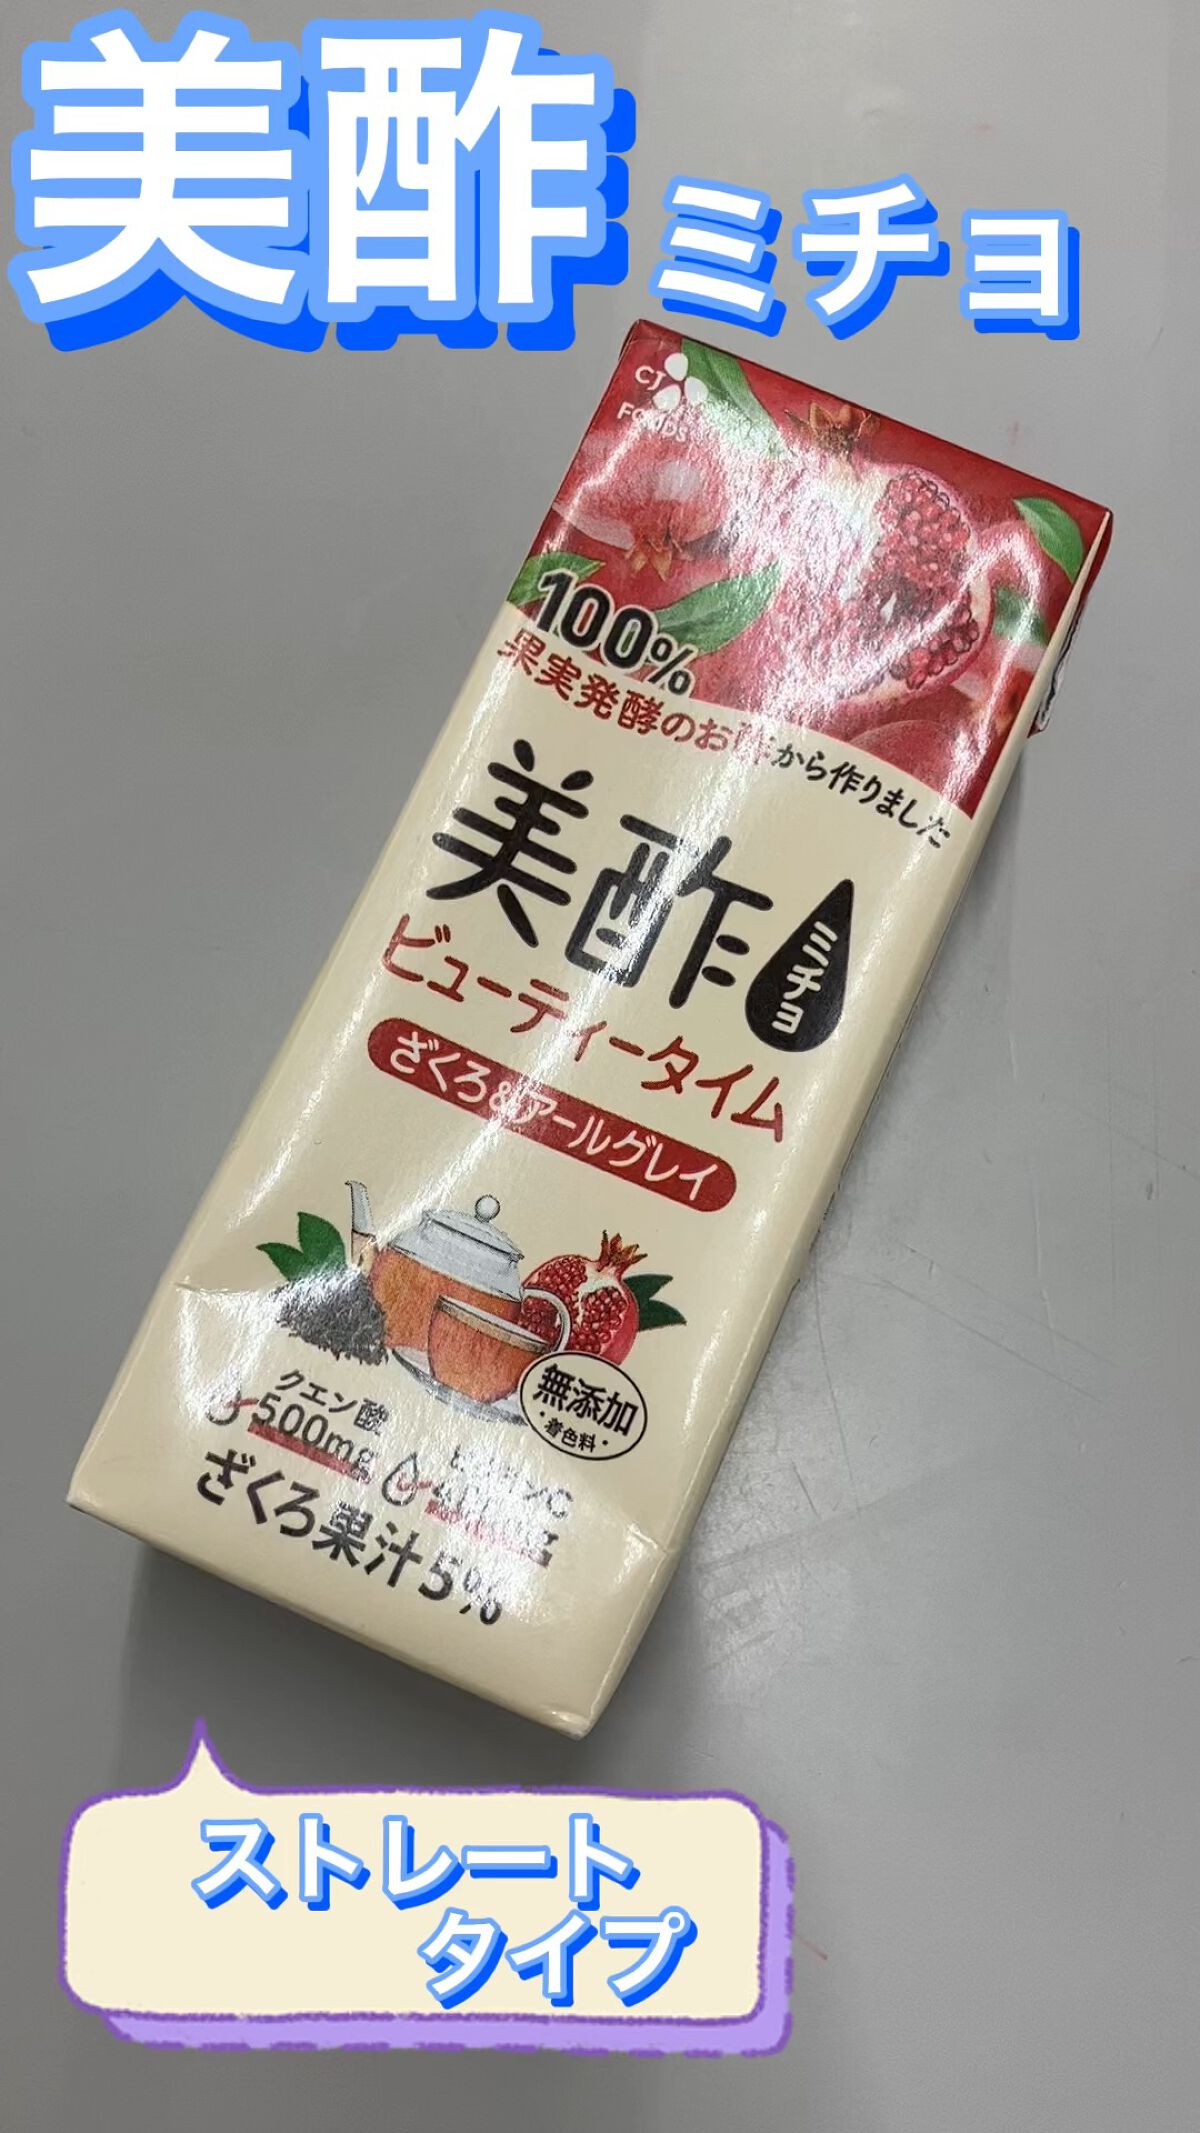 美酢 ミチョ
CJ
FOODS
100%
果実発酵のお酢から作りました
美酢 ミチョ
ビューティータイム
ざくろ&アールグレイ
無添加
・着色料・
クエン酸
500mg
ざくろ果汁5%
ストレート
タイプ